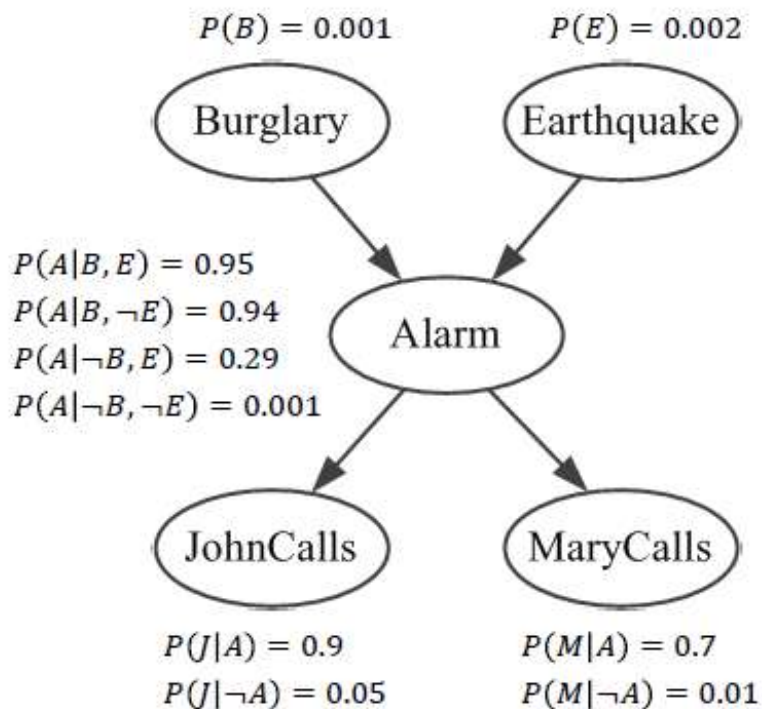 P(B) = 0.001
P(E) = 0.002
Burglary
Earthquake
P(A|B, E) = 0.95
P(A|B, ¬E) = 0.94
P(A|¬B, E) = 0.29
P(A|¬B, ¬E) = 0.001
Alarm
JohnCalls
MaryCalls
P(J|A) = 0.9
P(J|¬A) = 0.05
P(M|A) = 0.7
P(M|¬A) = 0.01